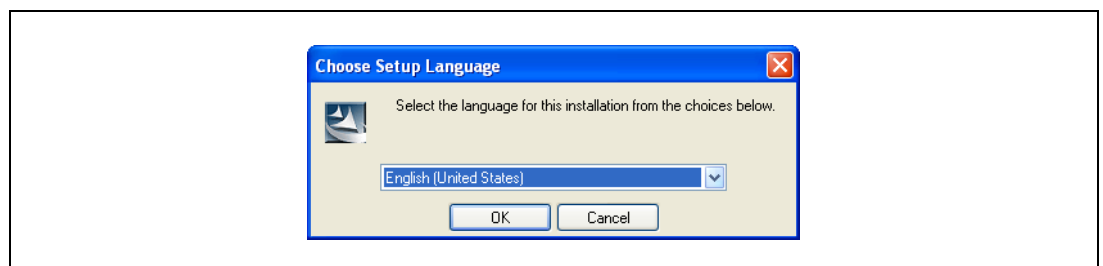 Choose Setup Language
Select the language for this installation from the choices below.
English (United States)
OK Cancel